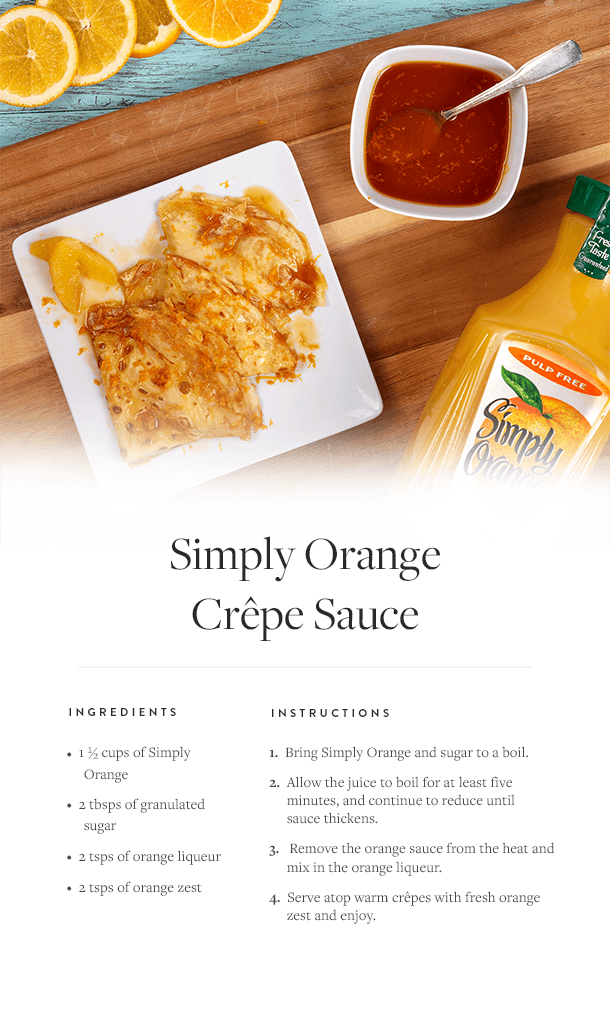 Fresh
Taste
Guaranteed
PULP FREE
Simply
Orange
Simply Orange
Crêpe Sauce
INGREDIENTS
• 1 ½ cups of Simply
Orange
• 2 tbsps of granulated
sugar
• 2 tsps of orange liqueur
• 2 tsps of orange zest
INSTRUCTIONS
1. Bring Simply Orange and sugar to a boil.
2. Allow the juice to boil for at least five
minutes, and continue to reduce until
sauce thickens.
3. Remove the orange sauce from the heat and
mix in the orange liqueur.
4. Serve atop warm crêpes with fresh orange
zest and enjoy.